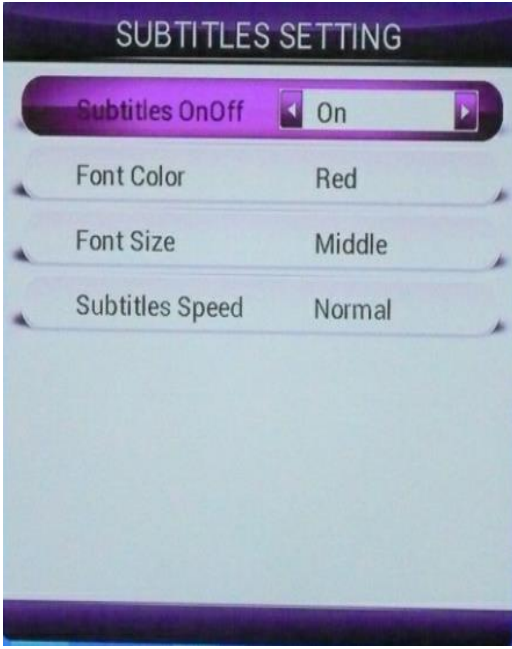 SUBTITLES SETTING
Subtitles OnOff On
Font Color Red
Font Size Middle
Subtitles Speed Normal